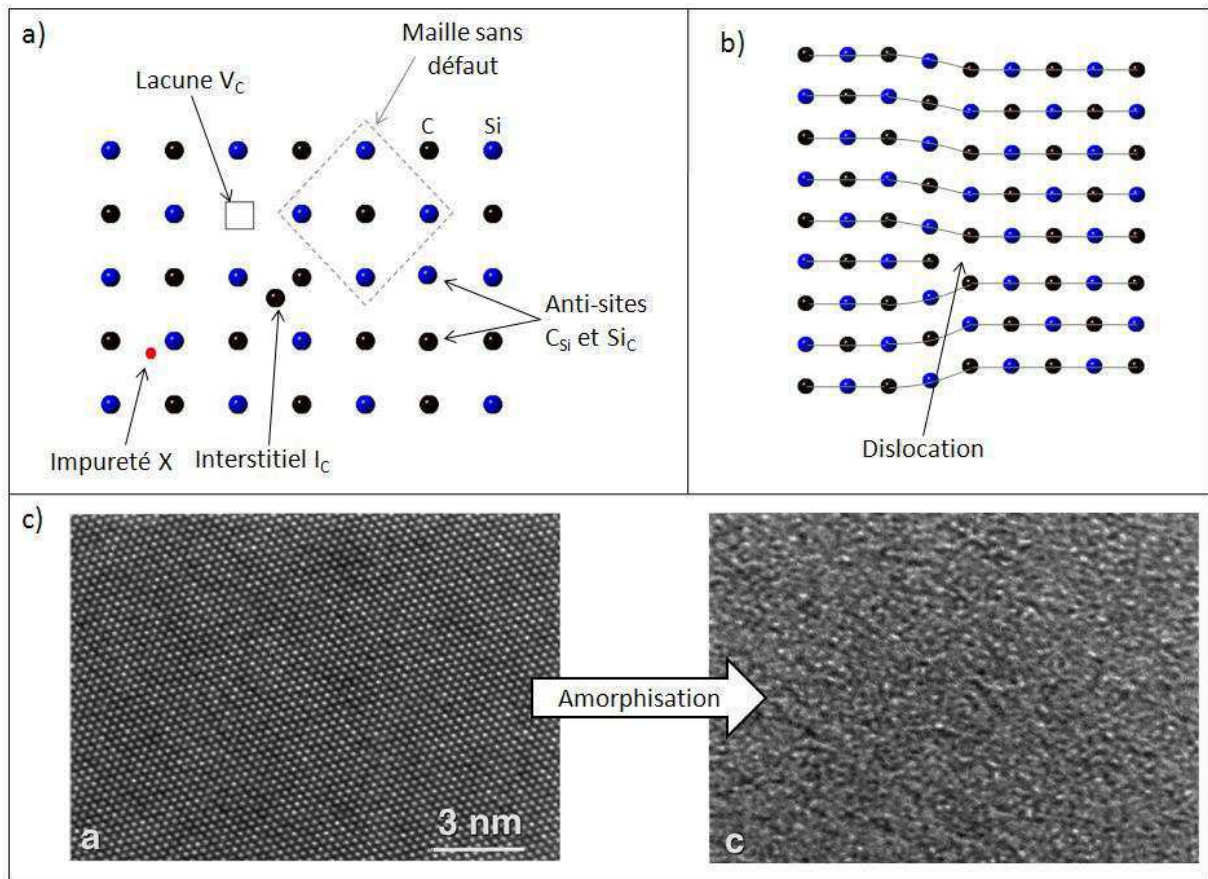 a)
Lacune V_C
Maille sans
défaut
C
Si
Anti-sites
C_Si et Si_C
Impureté X
Interstitiel I_C
b)
Dislocation
c)
a
3 nm
Amorphisation
c